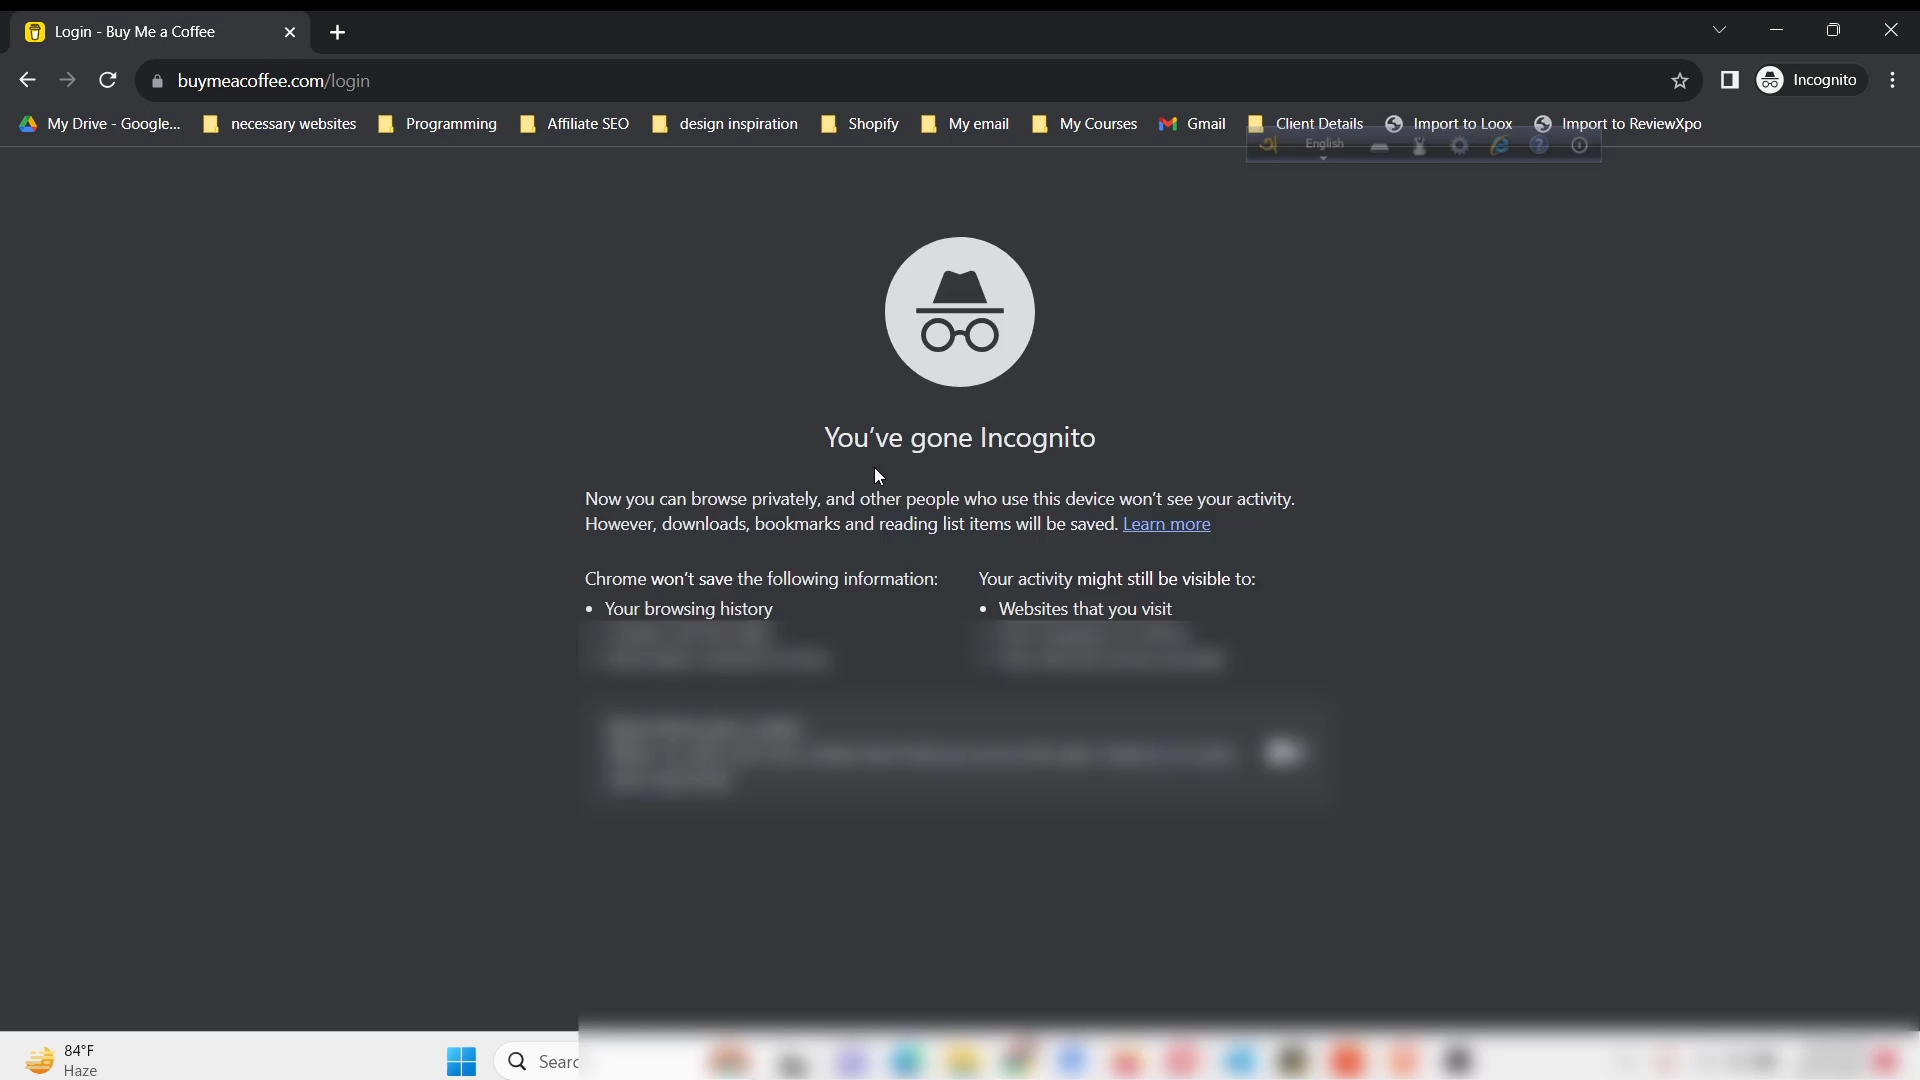 Login - Buy Me a Coffee
buymeacoffee.com/login
Incognito
My Drive - Google...
necessary websites
Programming
Affiliate SEO
design inspiration
Shopify
My email
My Courses
Gmail
Client Details
Import to Loox
Import to ReviewXpo
English
You've gone Incognito
Now you can browse privately, and other people who use this device won't see your activity.
However, downloads, bookmarks and reading list items will be saved. Learn more
Chrome won't save the following information:
• Your browsing history
Your activity might still be visible to:
• Websites that you visit
84°F
Haze
Searc